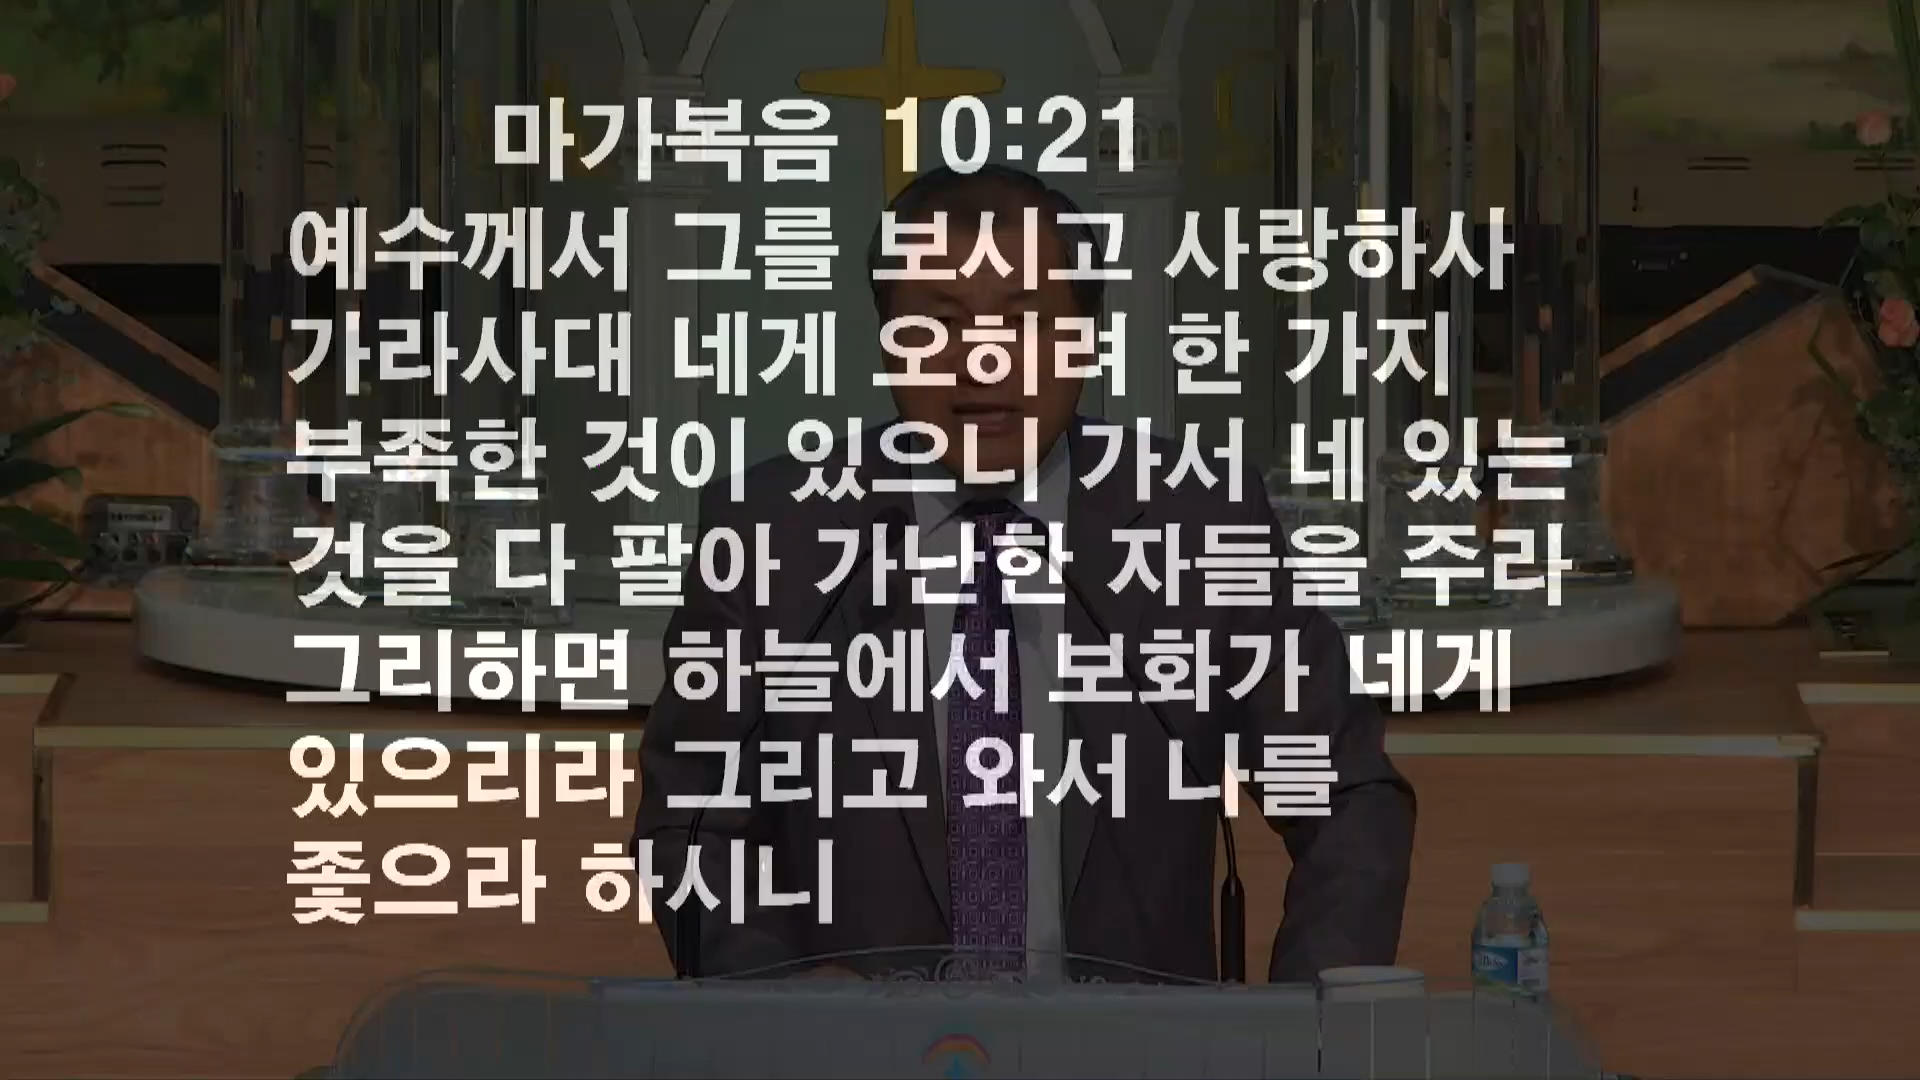 마가복음 10:21
예수께서 그를 보시고 사랑하사
가라사대 네게 오히려 한 가지
부족한 것이 있으니 가서 네 있는
것을 다 팔아 가난한 자들을 주라
그리하면 하늘에서 보화가 네게
있으리라 그리고 와서 나를
좇으라 하시니